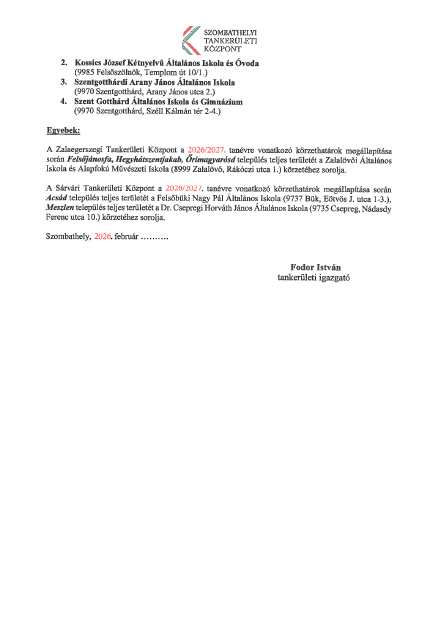 SZOMBATHELYI
TANKERÜLETI
KÖZPONT
2. Kossics József Kétnyelvű Általános Iskola és Óvoda
(9985 Felsőszölnök, Templom út 10/1.)
3. Szentgotthárdi Arany János Általános Iskola
(9970 Szentgotthárd, Arany János utca 2.)
4. Szent Gotthárd Általános Iskola és Gimnázium
(9970 Szentgotthárd, Széll Kálmán tér 2-4.)
Egyebek:
A Zalaegerszegi Tankerületi Központ a 2026/2027. tanévre vonatkozó körzethatárok megállapítása
során Felsőjánosfa, Hegyhátszentjakab, Őrimagyarósd település teljes területét a Zalalövői Általános
Iskola és Alapfokú Művészeti Iskola (8999 Zalalövő, Rákóczi utca 1.) körzetéhez sorolja.
A Sárvári Tankerületi Központ a 2026/2027. tanévre vonatkozó körzethatárok megállapítása során
Acsád település teljes területét a Felsőbüki Nagy Pál Általános Iskola (9737 Bük, Eötvös J. utca 1-3.),
Meszlen település teljes területét a Dr. Csepregi Horváth János Általános Iskola (9735 Csepreg, Nádasdy
Ferenc utca 10.) körzetéhez sorolja.
Szombathely, 2026. február ..........
Fodor István
tankerületi igazgató